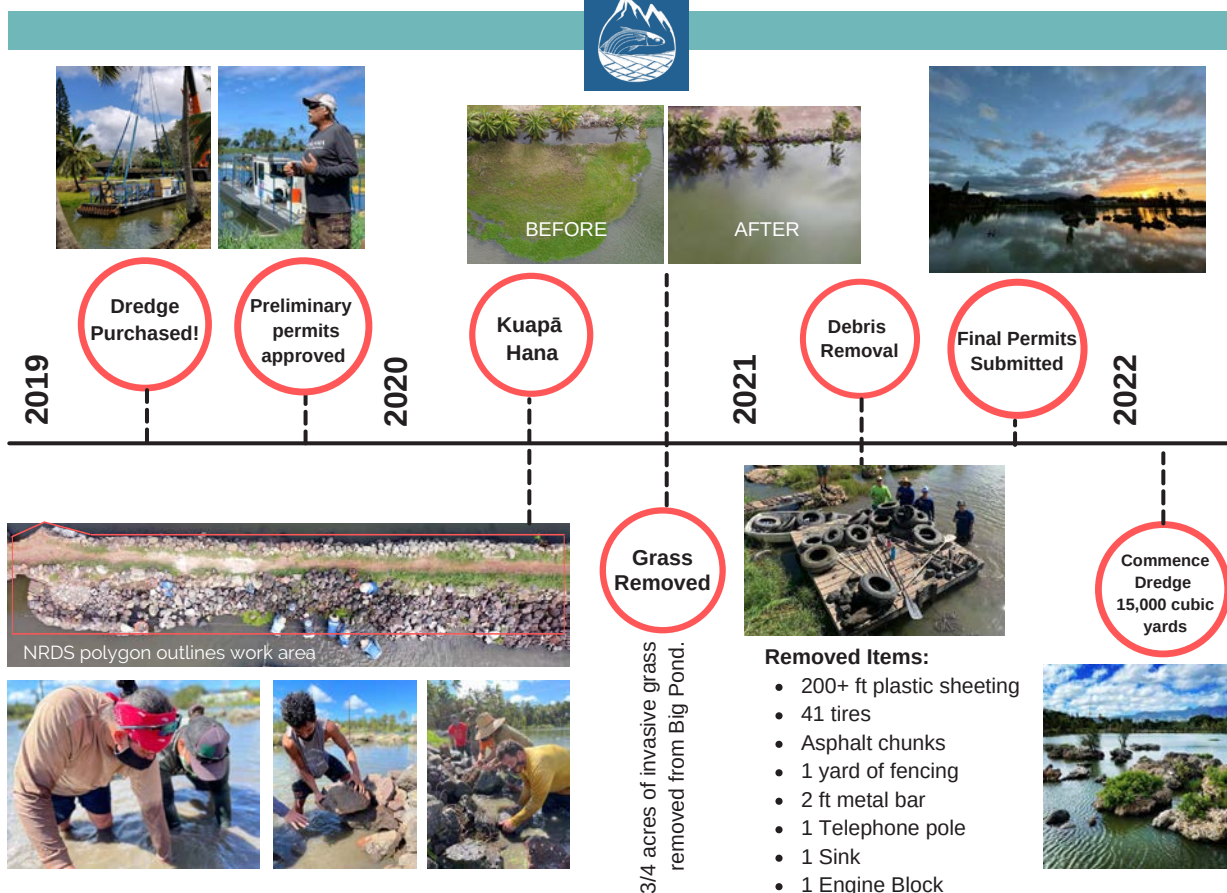 BEFORE
AFTER
Dredge
Purchased!
Preliminary
permits
approved
Kuapā
Hana
Debris
Removal
Final Permits
Submitted
2019
2020
2021
2022
NRDS polygon outlines work area
Grass
Removed
3/4 acres of invasive grass
removed from Big Pond.
Commence
Dredge
15,000 cubic
yards
Removed Items:
• 200+ ft plastic sheeting
• 41 tires
• Asphalt chunks
• 1 yard of fencing
• 2 ft metal bar
• 1 Telephone pole
• 1 Sink
• 1 Engine Block